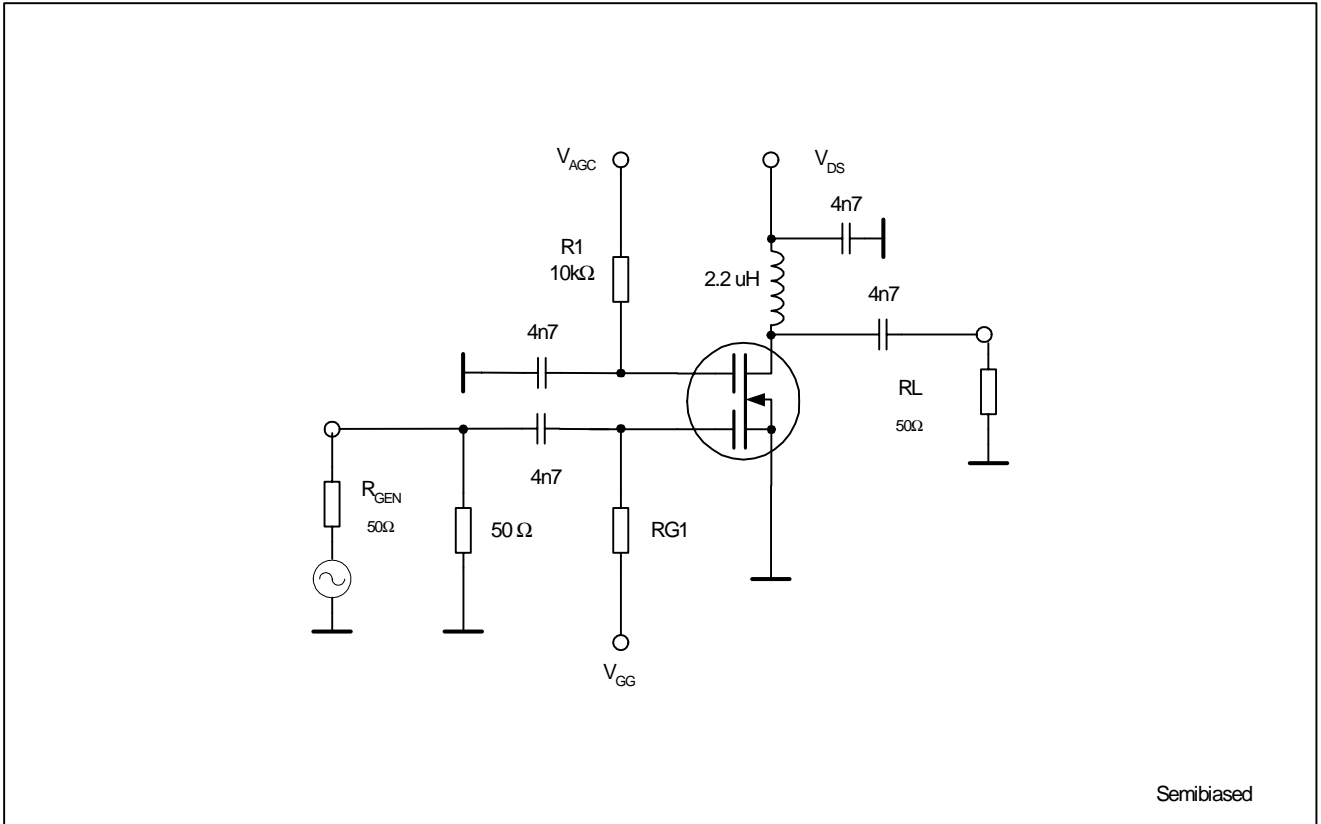 V_AGC
V_DS
4n7
R1
10kΩ
2.2 uH
4n7
4n7
RL
50Ω
4n7
R_GEN
50Ω
50 Ω
RG1
V_GG
Semibiased